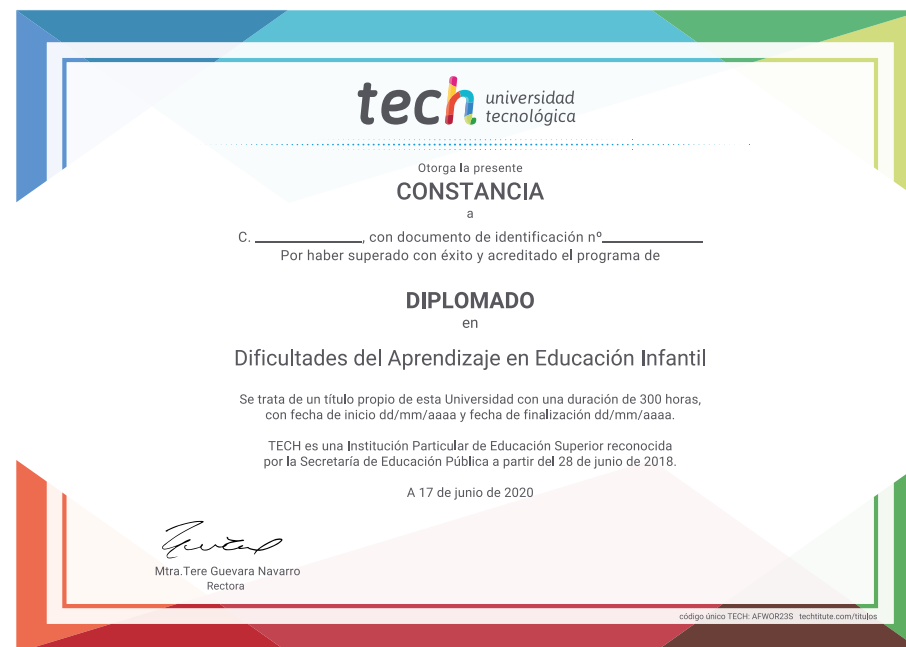 tech universidad
tecnológica
Otorga la presente
CONSTANCIA
a
C. ______________, con documento de identificación nº______________
Por haber superado con éxito y acreditado el programa de
DIPLOMADO
en
Dificultades del Aprendizaje en Educación Infantil
Se trata de un título propio de esta Universidad con una duración de 300 horas,
con fecha de inicio dd/mm/aaaa y fecha de finalización dd/mm/aaaa.
TECH es una Institución Particular de Educación Superior reconocida
por la Secretaría de Educación Pública a partir del 28 de junio de 2018.
A 17 de junio de 2020
Mtra.Tere Guevara Navarro
Rectora
código único TECH: AFWOR23S techtitute.com/titulos